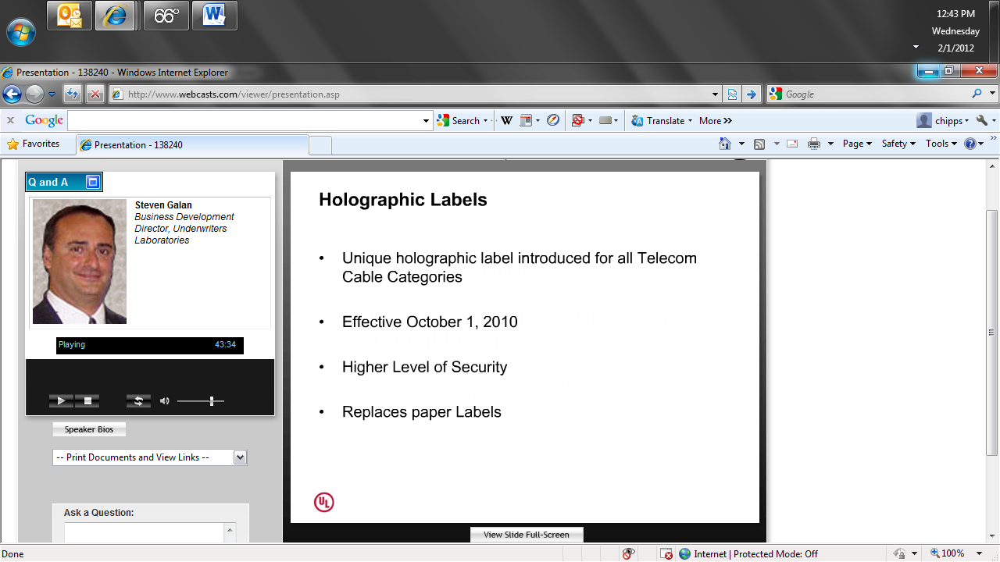 66°
12:43 PM
Wednesday
2/1/2012
Presentation - 138240 - Windows Internet Explorer
http://www.webcasts.com/viewer/presentation.asp
Google
Google
Search
W
Translate
More »
chipps
Favorites
Presentation - 138240
Page
Safety
Tools
Q and A
Steven Galan
Business Development
Director, Underwriters
Laboratories
Playing
43:34
Speaker Bios
-- Print Documents and View Links --
Ask a Question:
Holographic Labels
• Unique holographic label introduced for all Telecom
Cable Categories
• Effective October 1, 2010
• Higher Level of Security
• Replaces paper Labels
UL
View Slide Full-Screen
Done
Internet | Protected Mode: Off
100%